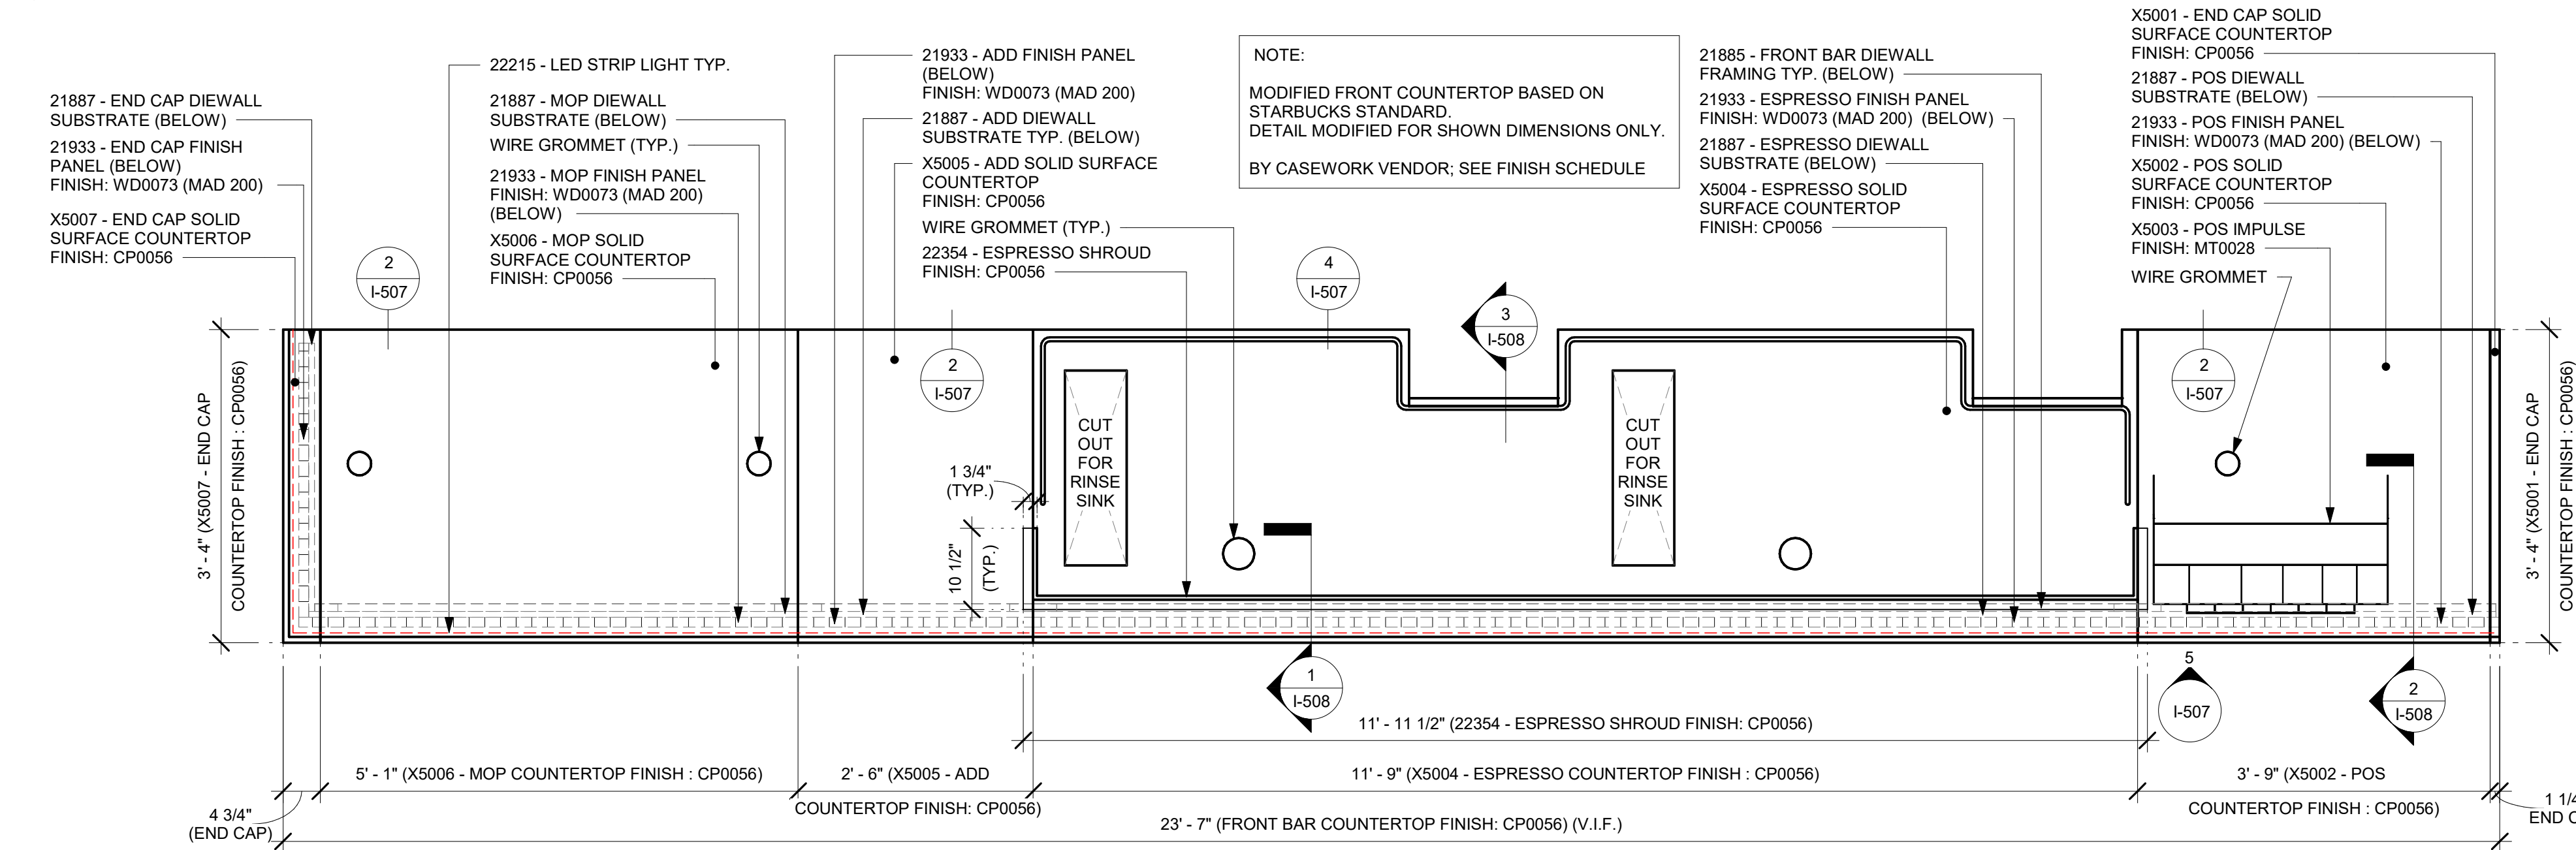 21887 - END CAP DIEWALL
SUBSTRATE (BELOW)
21933 - END CAP FINISH
PANEL (BELOW)
FINISH: WD0073 (MAD 200)
X5007 - END CAP SOLID
SURFACE COUNTERTOP
FINISH: CP0056
22215 - LED STRIP LIGHT TYP.
21887 - MOP DIEWALL
SUBSTRATE (BELOW)
WIRE GROMMET (TYP.)
21933 - MOP FINISH PANEL
FINISH: WD0073 (MAD 200)
(BELOW)
X5006 - MOP SOLID
SURFACE COUNTERTOP
FINISH: CP0056
21933 - ADD FINISH PANEL
(BELOW)
FINISH: WD0073 (MAD 200)
21887 - ADD DIEWALL
SUBSTRATE TYP. (BELOW)
X5005 - ADD SOLID SURFACE
COUNTERTOP
FINISH: CP0056
WIRE GROMMET (TYP.)
22354 - ESPRESSO SHROUD
FINISH: CP0056
NOTE:
MODIFIED FRONT COUNTERTOP BASED ON
STARBUCKS STANDARD.
DETAIL MODIFIED FOR SHOWN DIMENSIONS ONLY.
BY CASEWORK VENDOR; SEE FINISH SCHEDULE
21885 - FRONT BAR DIEWALL
FRAMING TYP. (BELOW)
21933 - ESPRESSO FINISH PANEL
FINISH: WD0073 (MAD 200) (BELOW)
21887 - ESPRESSO DIEWALL
SUBSTRATE (BELOW)
X5004 - ESPRESSO SOLID
SURFACE COUNTERTOP
FINISH: CP0056
X5001 - END CAP SOLID
SURFACE COUNTERTOP
FINISH: CP0056
21887 - POS DIEWALL
SUBSTRATE (BELOW)
21933 - POS FINISH PANEL
FINISH: WD0073 (MAD 200) (BELOW)
X5002 - POS SOLID
SURFACE COUNTERTOP
FINISH: CP0056
X5003 - POS IMPULSE
FINISH: MT0028
WIRE GROMMET
2
I-507
2
I-507
4
I-507
3
I-508
2
I-507
3' - 4" (X5007 - END CAP
COUNTERTOP FINISH : CP0056)
1 3/4"
(TYP.)
10 1/2"
(TYP.)
CUT
OUT
FOR
RINSE
SINK
CUT
OUT
FOR
RINSE
SINK
3' - 4" (X5001 - END CAP
COUNTERTOP FINISH : CP0056)
1
I-508
5
I-507
2
I-508
11' - 11 1/2" (22354 - ESPRESSO SHROUD FINISH: CP0056)
5' - 1" (X5006 - MOP COUNTERTOP FINISH : CP0056)
2' - 6" (X5005 - ADD
COUNTERTOP FINISH: CP0056)
11' - 9" (X5004 - ESPRESSO COUNTERTOP FINISH : CP0056)
3' - 9" (X5002 - POS
COUNTERTOP FINISH : CP0056)
4 3/4"
(END CAP)
1 1/4
END C
23' - 7" (FRONT BAR COUNTERTOP FINISH: CP0056) (V.I.F.)